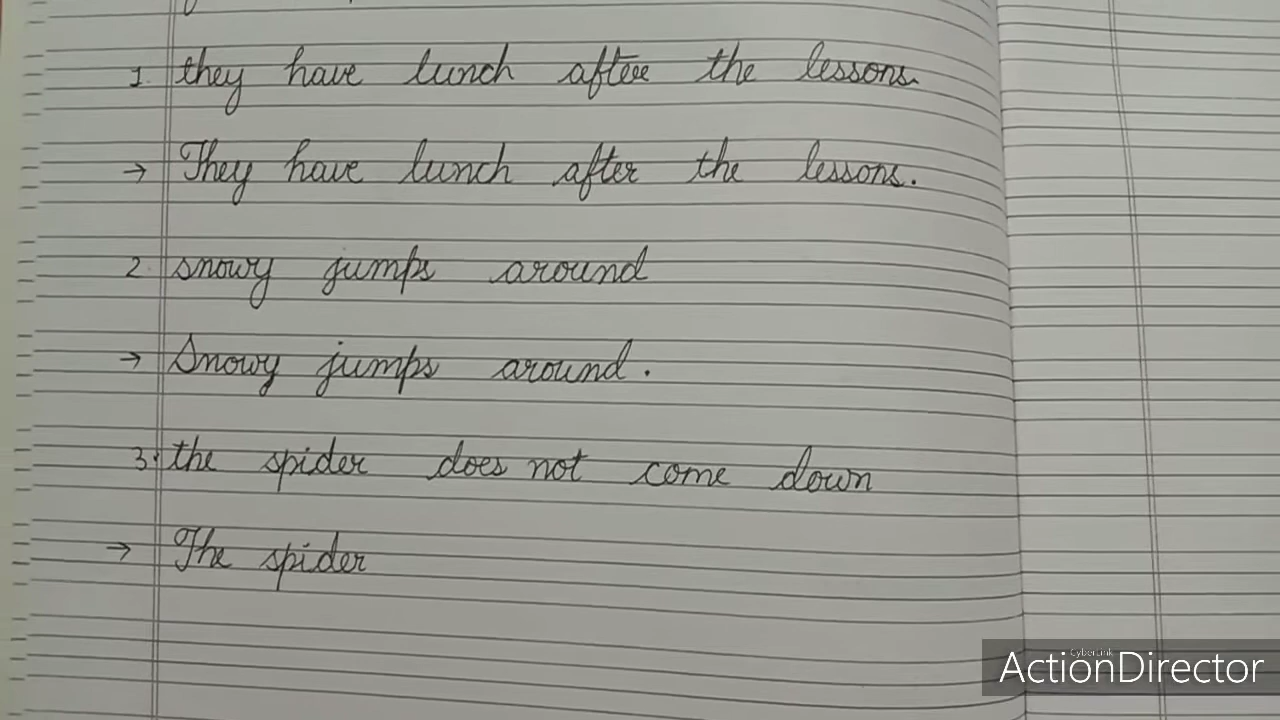 1. they have lunch after the lessons.
→ They have lunch after the lessons.
2. snowy jumps around
→ Snowy jumps around.
3. the spider does not come down
→ The spider
CyberLink
ActionDirector